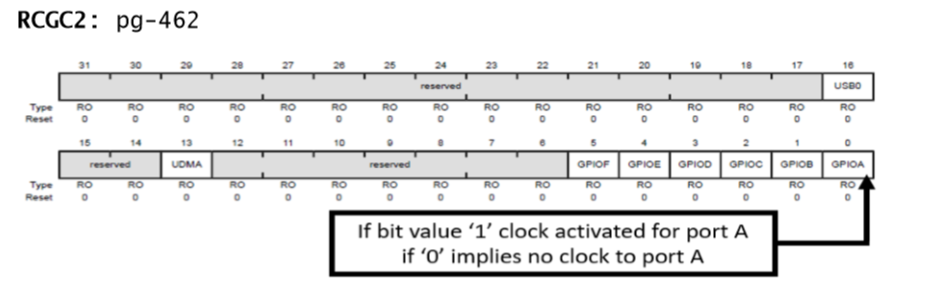 RCGC2: pg-462
31 30 29 28 27 26 25 24 23 22 21 20 19 18 17 16
reserved USB0
Type RO RO RO RO RO RO RO RO RO RO RO RO RO RO RO RO
Reset 0 0 0 0 0 0 0 0 0 0 0 0 0 0 0 0
15 14 13 12 11 10 9 8 7 6 5 4 3 2 1 0
reserved UDMA reserved GPIOF GPIOE GPIOD GPIOC GPIOB GPIOA
Type RO RO RO RO RO RO RO RO RO RO RO RO RO RO RO RO
Reset 0 0 0 0 0 0 0 0 0 0 0 0 0 0 0 0
If bit value ‘1’ clock activated for port A
if ‘0’ implies no clock to port A